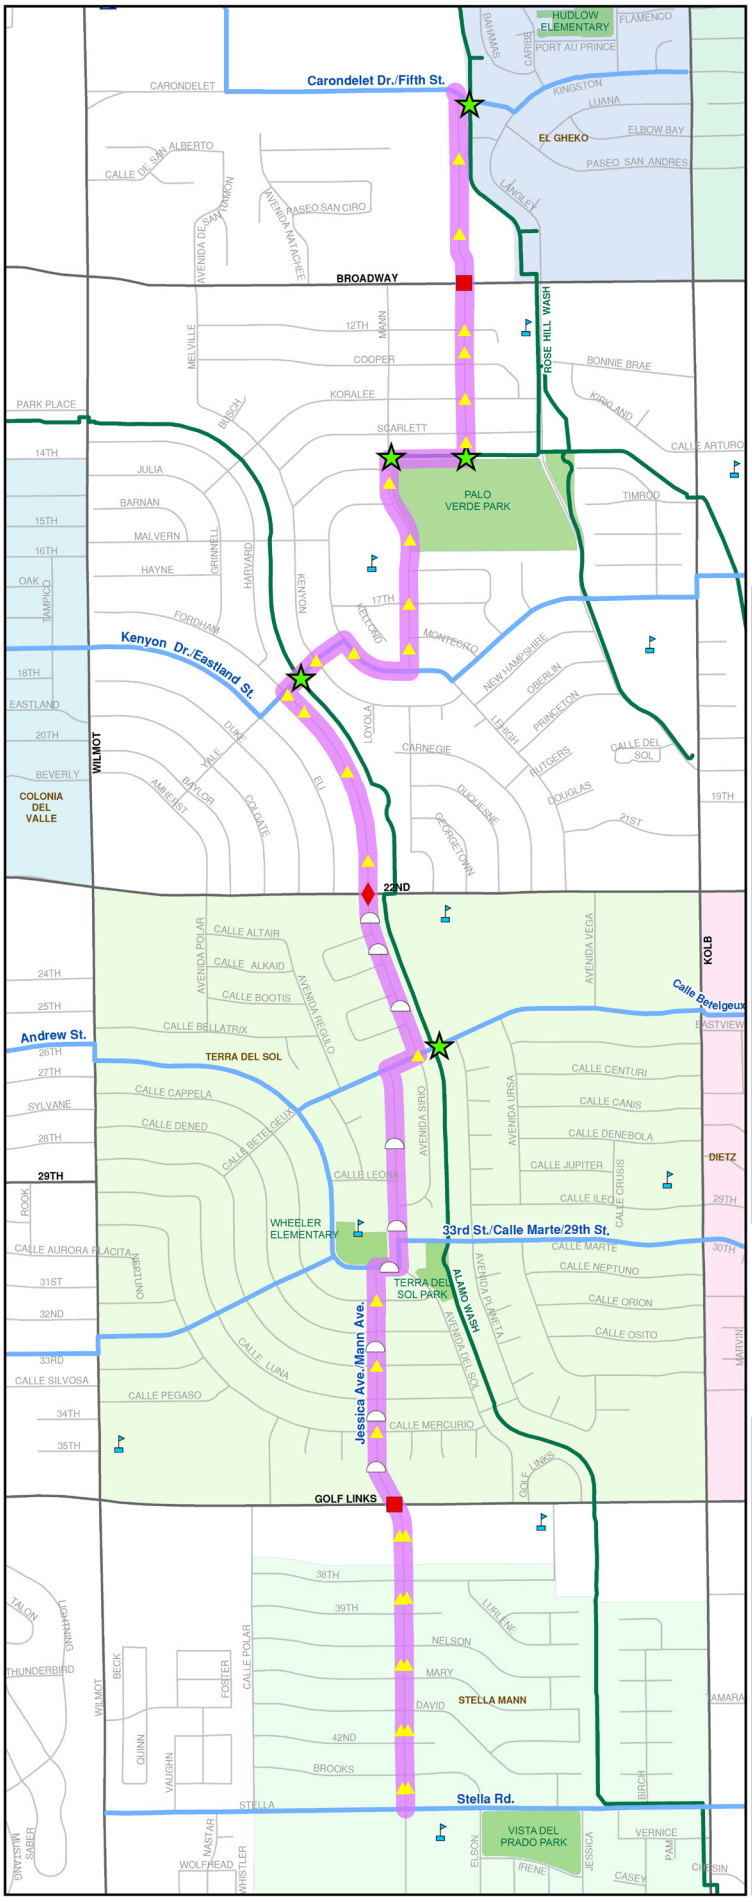 BAHAMAS
CARIBE
HUDLOW
ELEMENTARY
FLAMENCO
PORT AU PRINCE
CARONDELET
Carondelet Dr./Fifth St.
KINGSTON
LUANA
ELBOW BAY
EL GHEKO
PASEO SAN ANDRES
CALLE DE SAN ALBERTO
LANGLEY
AVENIDA DE SAN RAMON
AVENIDA NATACHEE
PASEO SAN CIRO
BROADWAY
ROSE HILL WASH
MELVILLE
MANN
12TH
COOPER
BONNIE BRAE
KORALEE
KIRKLAND
PARK PLACE
BUSCH
SCARLETT
CALLE ARTURO
14TH
JULIA
PALO
VERDE PARK
TIMROD
BARNAN
15TH
MALVERN
16TH
GRINNELL
HARVARD
HAYNE
KENYON
OAK
TAMPICO
17TH
FORDHAM
KELLOND
MONTECITO
Kenyon Dr./Eastland St.
NEW HAMPSHIRE
OBERLIN
18TH
PRINCETON
EASTLAND
LOYOLA
LEHIGH
20TH
WILMOT
DUKE
YALE
CARNEGIE
CALLE DEL
SOL
RUTGERS
BEVERLY
ELI
BAYLOR
AMHERST
COLGATE
DUQUESNE
DOUGLAS
19TH
COLONIA
DEL
VALLE
GEORGETOWN
21ST
22ND
AVENIDA POLAR
CALLE ALTAIR
AVENIDA VEGA
KOLB
CALLE ALKAID
24TH
AVENIDA REGULO
CALLE BOOTIS
Calle Betelgeux
25TH
CALLE BELLATRIX
EASTVIEW
Andrew St.
26TH
TERRA DEL SOL
27TH
CALLE CENTURI
CALLE CAPPELA
SYLVANE
AVENIDA SIRIO
AVENIDA URSA
CALLE CANIS
CALLE DENED
CALLE BETELGEUX
28TH
CALLE DENEBOLA
DIETZ
29TH
CALLE LEONA
CALLE JUPITER
CALLE CRUSIS
ROOK
CALLE ILEO
29TH
WHEELER
ELEMENTARY
33rd St./Calle Marte/29th St.
CALLE MARTE
30TH
CALLE AURORA
PLACITA
NEPTUNO
CALLE NEPTUNO
31ST
TERRA DEL
SOL PARK
ALAMO WASH
AVENIDA PLANETA
CALLE ORION
32ND
Jessica Ave./Mann Ave.
AVENIDA DEL SOL
CALLE OSITO
MARVIN
33RD
CALLE LUNA
CALLE SILVOSA
CALLE PEGASO
34TH
CALLE MERCURIO
35TH
GOLF LINKS
GOLF LINKS
TALON
LIGHTNING
38TH
39TH
LURLENE
CALLE POLAR
NELSON
THUNDERBIRD
BECK
FOSTER
MARY
WILMOT
STELLA MANN
TAMARA
DAVID
QUINN
42ND
VAUGHN
BROOKS
BIRCH
STELLA
Stella Rd.
MUSTANG
SABER
NASTAR
ELSON
VISTA DEL
PRADO PARK
JESSICA
VERNICE
PAM
WOLFHEAD
WHISTLER
IRENE
CASEY